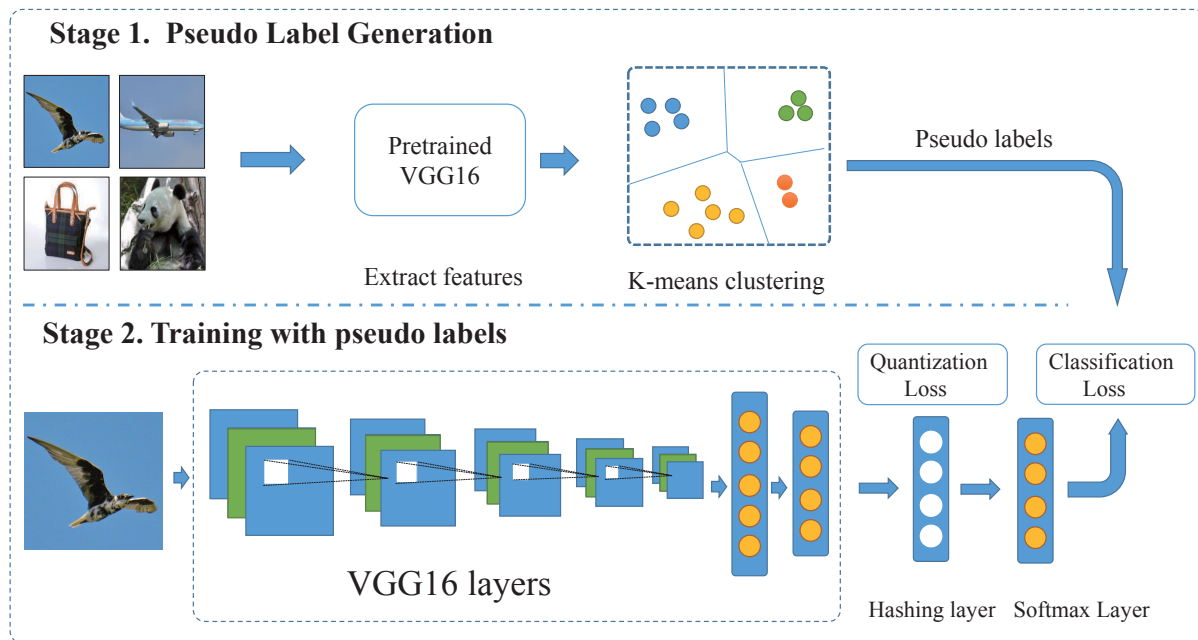 Stage 1. Pseudo Label Generation
Pretrained
VGG16
Pseudo labels
Extract features
K-means clustering
Stage 2. Training with pseudo labels
Quantization
Loss
Classification
Loss
VGG16 layers
Hashing layer
Softmax Layer